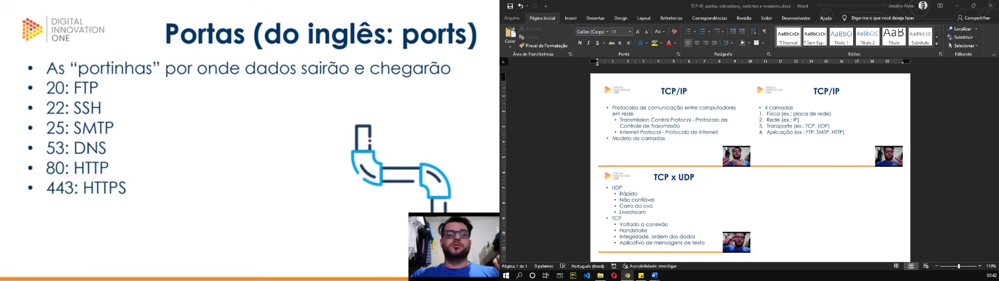 DIGITAL
INNOVATION
ONE
Portas (do inglês: ports)
• As “portinhas” por onde dados sairão e chegarão
• 20: FTP
• 22: SSH
• 25: SMTP
• 53: DNS
• 80: HTTP
• 443: HTTPS
TCP-IP, portas, roteadores, switches e modems.docx - Word
Jorzélio Alzier
Arquivo
Página Inicial
Inserir
Desenhar
Design
Layout
Referências
Correspondências
Revisão
Exibir
Desenvolvedor
Ajuda
Diga-me o que você deseja fazer
Compartilhar
Colar
Recortar
Copiar
Pincel de Formatação
Área de Transferência
Calibri (Corpo)
11
Fonte
Parágrafo
AaBbCcDc
¶ Normal
AaBbCcDc
¶ Sem Esp...
AaBbCc
Título 1
AaBbCcD
Título 2
AaB
Título
AaBbCcD
Subtítulo
Estilos
Localizar
Substituir
Selecionar
Editando
DIGITAL
INNOVATION
ONE
TCP/IP
• Protocolos de comunicação entre computadores
em rede
• Transmission Control Protocol - Protocolo de
Controle de Transmissão
• Internet Protocol - Protocolo de Internet
• Modelo de camadas
DIGITAL
INNOVATION
ONE
TCP/IP
• 4 camadas
1. Física (ex.: placa de rede)
2. Rede (ex.: IP)
3. Transporte (ex.: TCP, UDP)
4. Aplicação (ex.: FTP, SMTP, HTTP)
DIGITAL
INNOVATION
ONE
TCP x UDP
• UDP
• Rápido
• Não confiável
• Carro do ovo
• Livestream
• TCP
• Voltado à conexão
• Handshake
• Integridade, ordem dos dados
• Aplicativo de mensagens de texto
Página 1 de 1
0 palavras
Português (Brasil)
Acessibilidade: investigar
110%
02:42